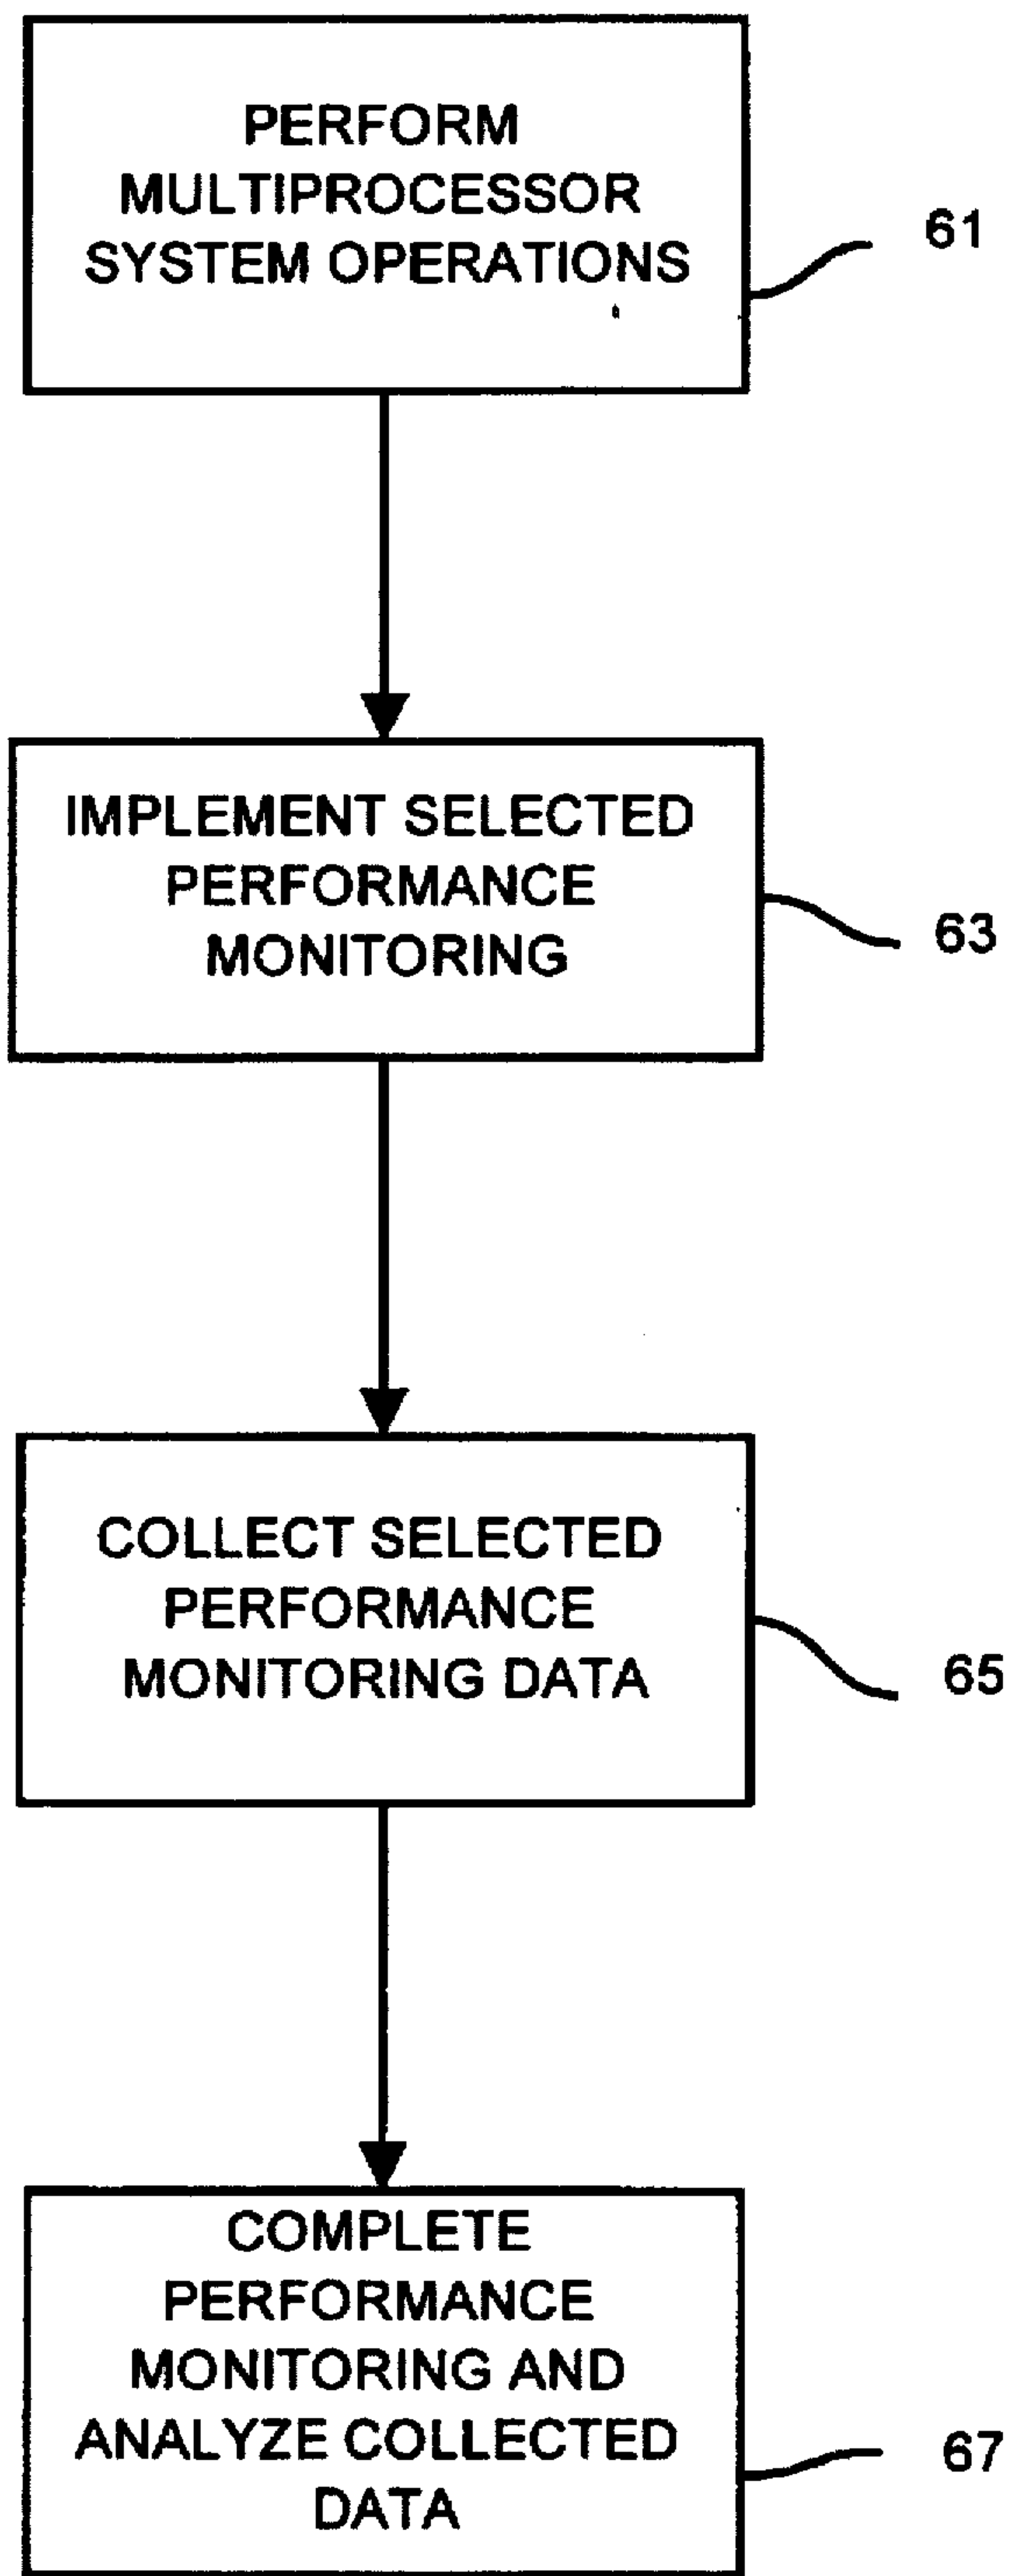 PERFORM
MULTIPROCESSOR
SYSTEM OPERATIONS
61
IMPLEMENT SELECTED
PERFORMANCE
MONITORING
63
COLLECT SELECTED
PERFORMANCE
MONITORING DATA
65
COMPLETE
PERFORMANCE
MONITORING AND
ANALYZE COLLECTED
DATA
67